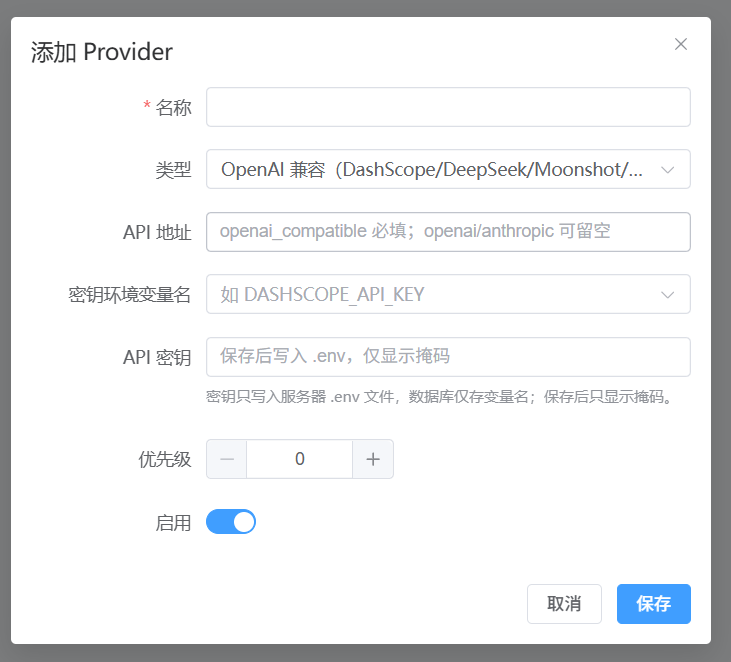 添加 Provider
* 名称
类型
OpenAI 兼容（DashScope/DeepSeek/Moonshot/...
API 地址
openai_compatible 必填；openai/anthropic 可留空
密钥环境变量名
如 DASHSCOPE_API_KEY
API 密钥
保存后写入 .env，仅显示掩码
密钥只写入服务器 .env 文件，数据库仅存变量名；保存后只显示掩码。
优先级
0
启用
取消
保存